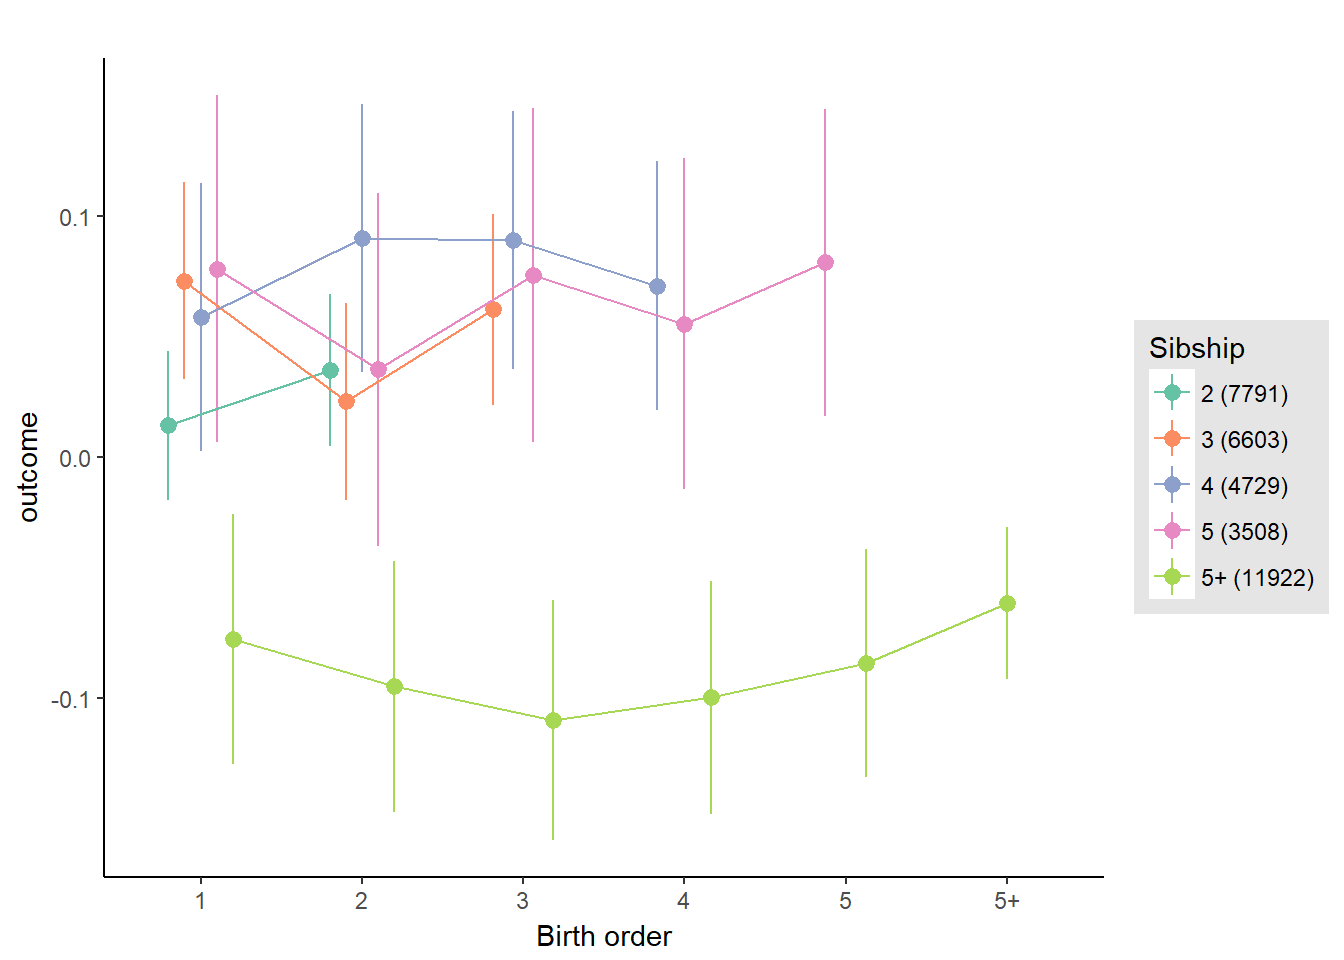 0.1
0.0
-0.1
outcome
1 2 3 4 5 5+
Birth order
Sibship
2 (7791)
3 (6603)
4 (4729)
5 (3508)
5+ (11922)